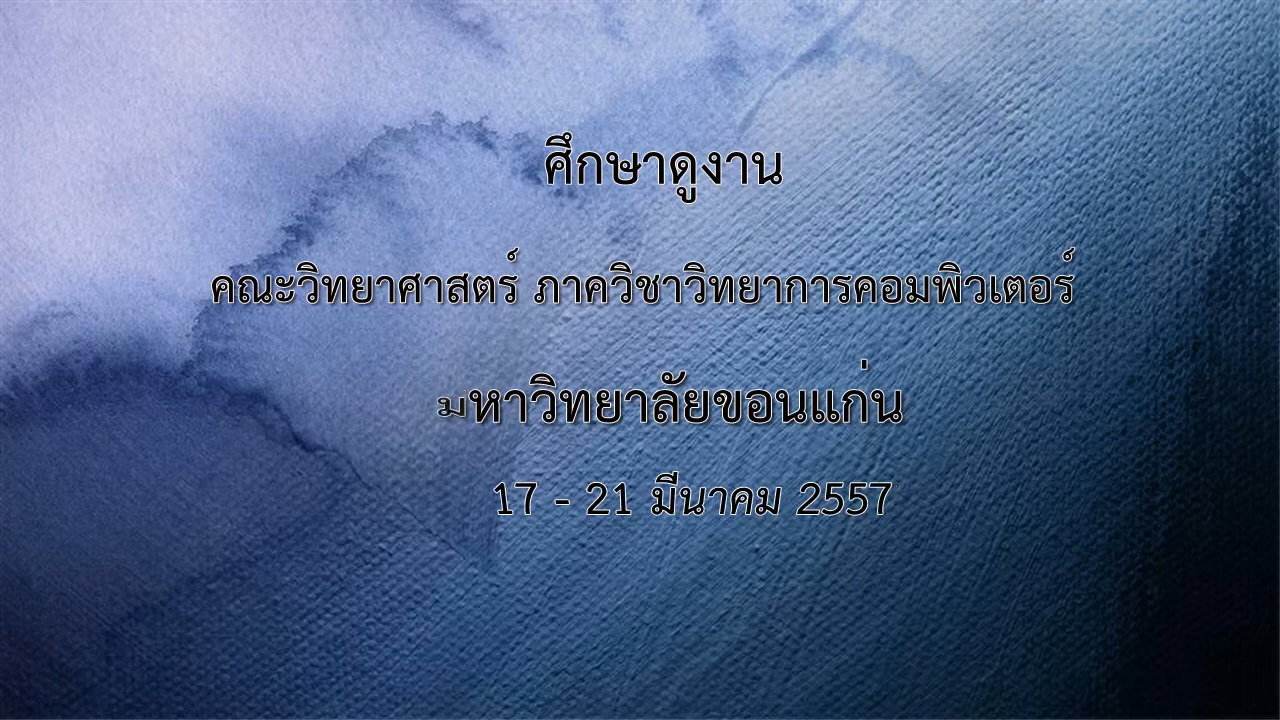 ศึกษาดูงาน
คณะวิทยาศาสตร์ ภาควิชาวิทยาการคอมพิวเตอร์
มหาวิทยาลัยขอนแก่น
17 - 21 มีนาคม 2557